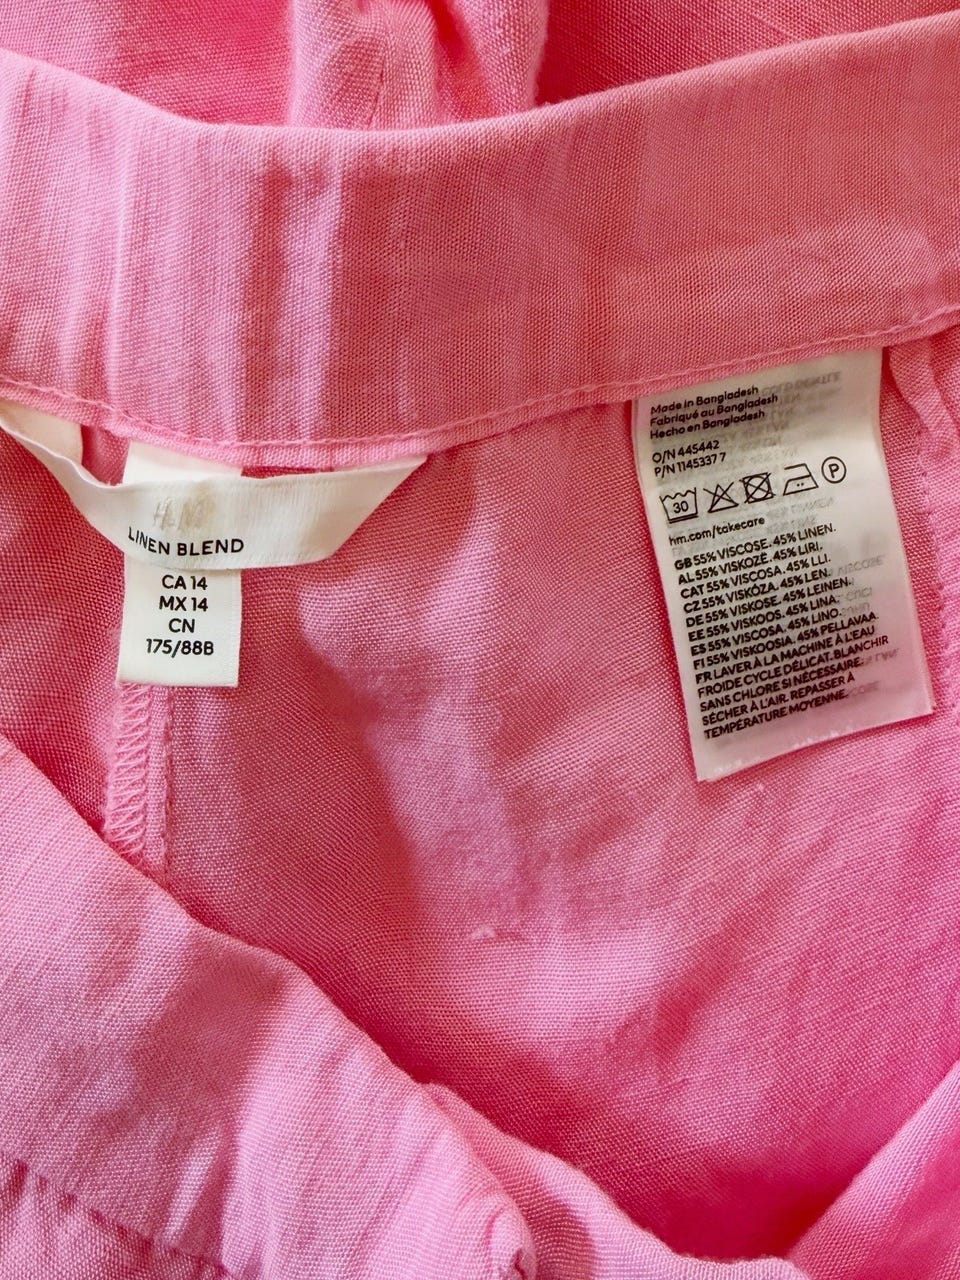 H&M
LINEN BLEND
CA 14
MX 14
CN
175/88B
Made in Bangladesh
Fabriqué au Bangladesh
Hecho en Bangladesh
O/N 445442
P/N 1145337 7
30
P
hm.com/takecare
GB 55% VISCOSE. 45% LINEN.
AL 55% VISKOZË. 45% LIRI.
CAT 55% VISCOSA. 45% LLI.
CZ 55% VISKÓZA. 45% LEN.
DE 55% VISKOSE. 45% LEINEN.
EE 55% VISKOOS. 45% LINA.
ES 55% VISCOSA. 45% LINO.
FI 55% VISKOOSIA. 45% PELLAVAA.
FR LAVER À LA MACHINE À L'EAU
FROIDE CYCLE DÉLICAT. BLANCHIR
SANS CHLORE SI NÉCESSAIRE.
SÉCHER À L'AIR. REPASSER À
TEMPÉRATURE MOYENNE.